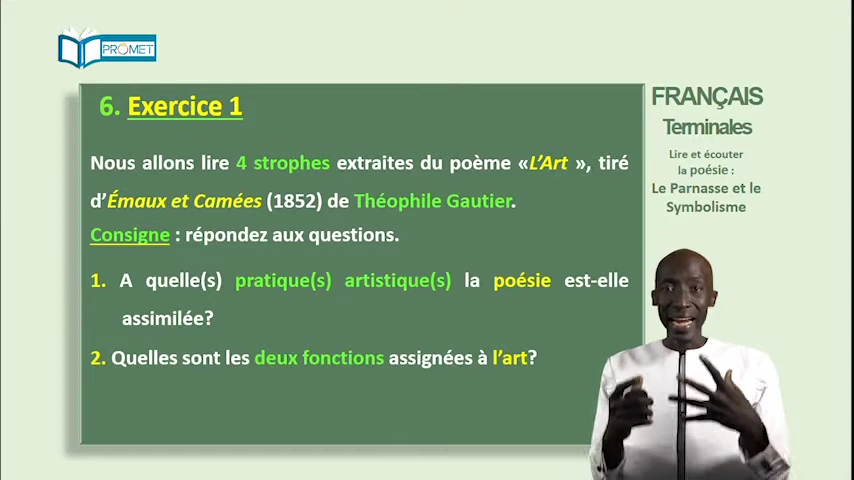 PROMET
6. Exercice 1
Nous allons lire 4 strophes extraites du poème «L’Art », tiré
d’Émaux et Camées (1852) de Théophile Gautier.
Consigne : répondez aux questions.
1. A quelle(s) pratique(s) artistique(s) la poésie est-elle
assimilée?
2. Quelles sont les deux fonctions assignées à l’art?
FRANÇAIS
Terminales
Lire et écouter
la poésie :
Le Parnasse et le
Symbolisme